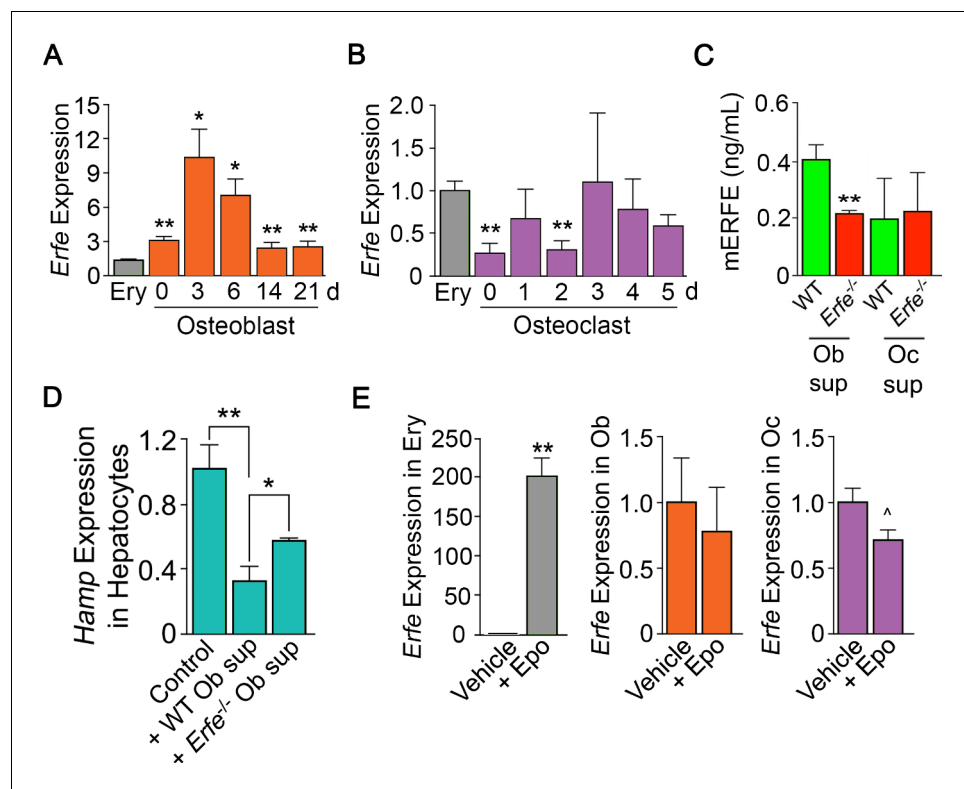 A
Erfe Expression
15
12
9
6
3
0
**
*
*
**
**
Ery 0 3 6 14 21 d
Osteoblast
B
Erfe Expression
2.0
1.5
1.0
0.5
0
**
**
Ery 0 1 2 3 4 5 d
Osteoclast
C
mERFE (ng/mL)
0.6
0.4
0.2
0
**
WT
Erfe-/-
WT
Erfe-/-
Ob
sup
Oc
sup
D
Hamp Expression
in Hepatocytes
1.2
0.8
0.4
0
**
*
Control
+ WT Ob sup
+ Erfe-/- Ob sup
E
Erfe Expression in Ery
250
200
150
100
200
50
0
**
Vehicle
+ Epo
Erfe Expression in Ob
1.5
1.0
0.5
0
Vehicle
+ Epo
Erfe Expression in Oc
1.5
1.0
0.5
0
^
Vehicle
+ Epo